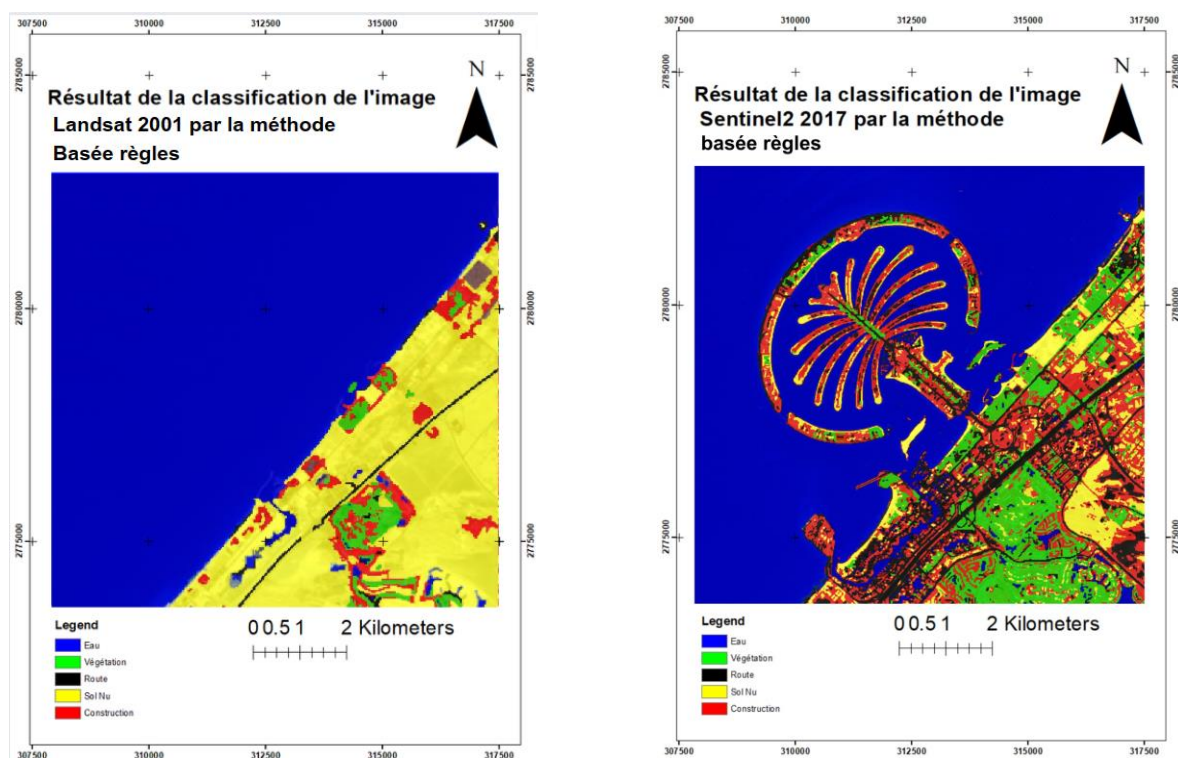 307500 310000 312500 315000 317500
2785000 2785000
N
Résultat de la classification de l'image
Landsat 2001 par la méthode
Basée règles
2780000 2780000
2775000 2775000
Legend
Eau
Végétation
Route
Sol Nu
Construction
0 0.5 1 2 Kilometers
307500 310000 312500 315000 317500
307500 310000 312500 315000 317500
2785000 2785000
N
Résultat de la classification de l'image
Sentinel2 2017 par la méthode
basée règles
2780000 2780000
2775000 2775000
Legend
Eau
Végétation
Route
Sol Nu
Construction
0 0.5 1 2 Kilometers
307500 310000 312500 315000 317500